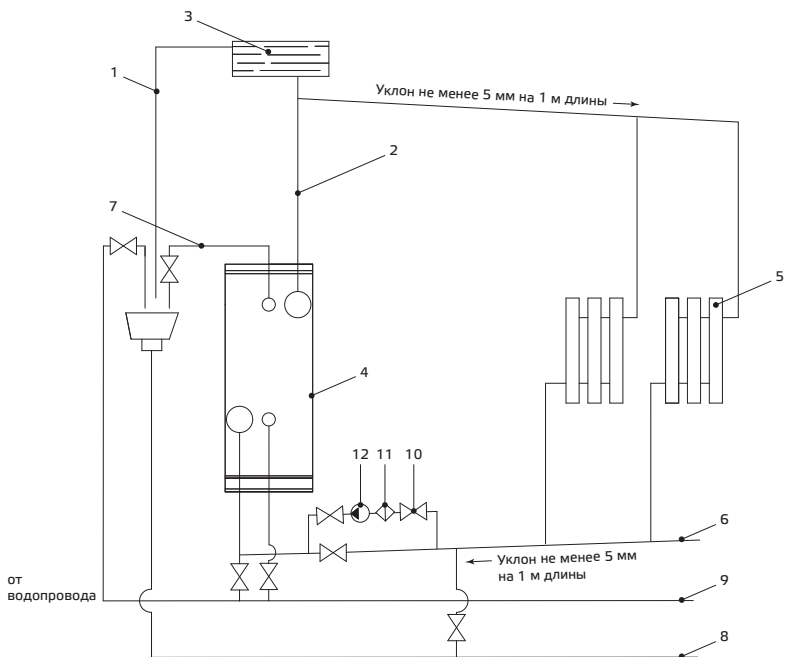 3
1
Уклон не менее 5 мм на 1 м длины
2
7
5
4
12 11 10
6
Уклон не менее 5 мм
на 1 м длины
от
водопровода
9
8